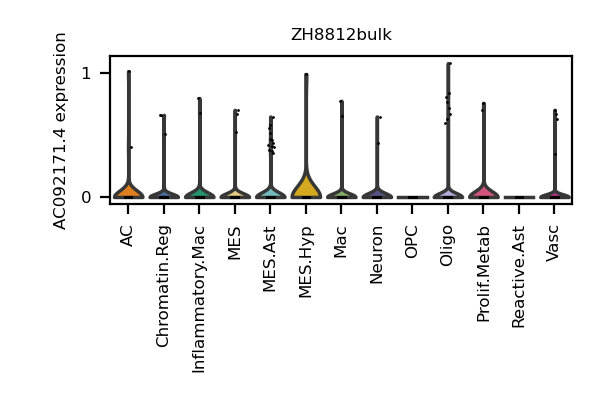 ZH8812bulk
AC092171.4 expression
1
0
AC
Chromatin.Reg
Inflammatory.Mac
MES
MES.Ast
MES.Hyp
Mac
Neuron
OPC
Oligo
Prolif.Metab
Reactive.Ast
Vasc